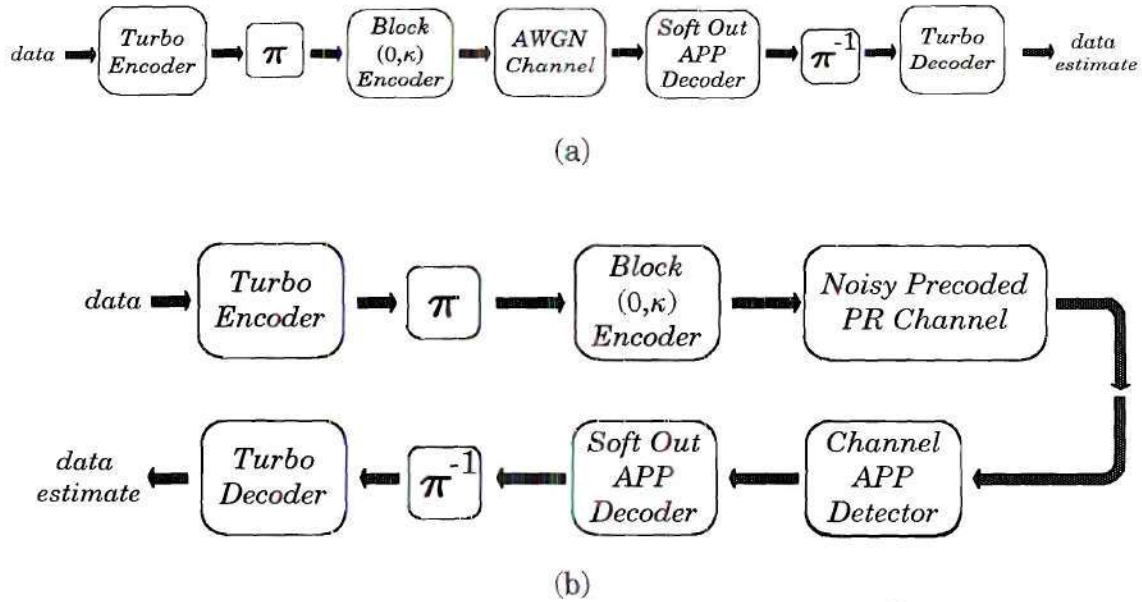 data
Turbo
Encoder
π
Block
(0,κ)
Encoder
AWGN
Channel
Soft Out
APP
Decoder
π-1
Turbo
Decoder
data
estimate
(a)
data
Turbo
Encoder
π
Block
(0,κ)
Encoder
Noisy Precoded
PR Channel
data
estimate
Turbo
Decoder
π-1
Soft Out
APP
Decoder
Channel
APP
Detector
(b)